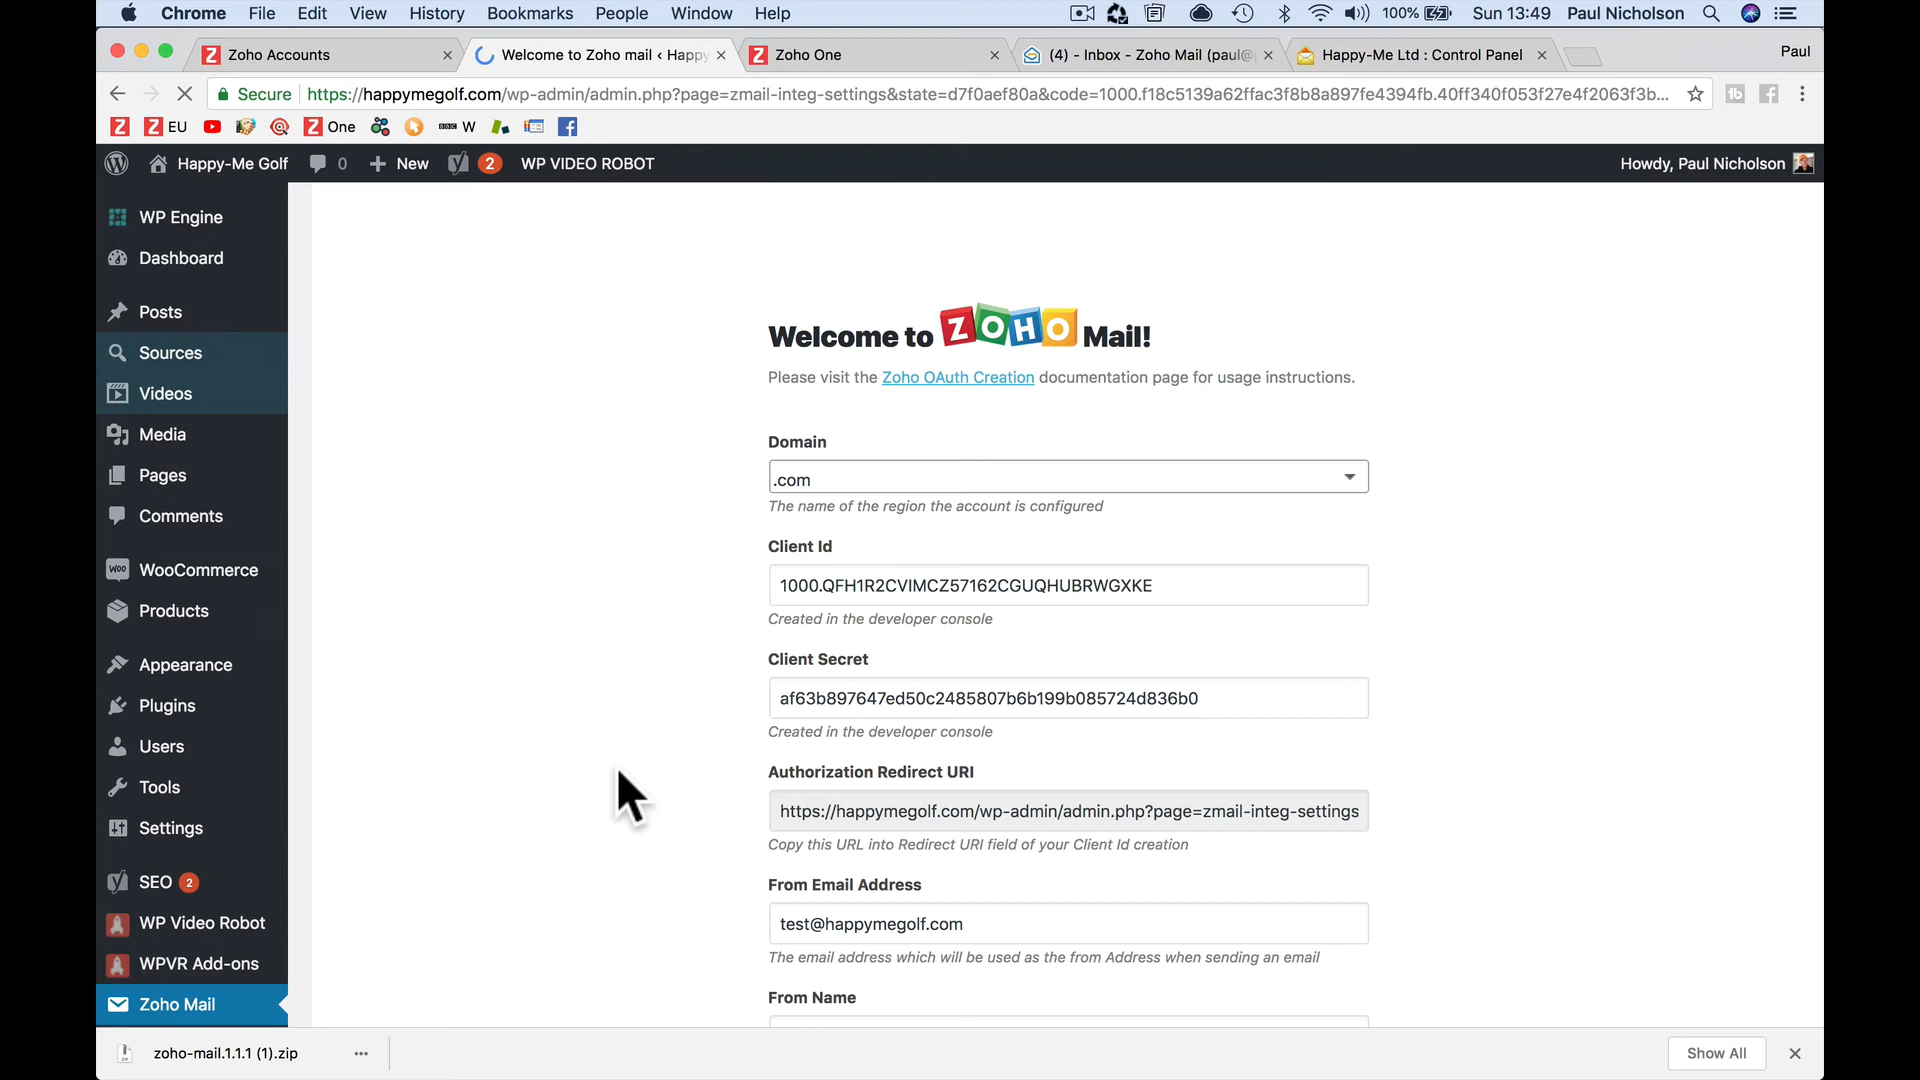 Chrome File Edit View History Bookmarks People Window Help 100% Sun 13:49 Paul Nicholson
Zoho Accounts Welcome to Zoho mail ‹ Happy Zoho One (4) - Inbox - Zoho Mail (paul@ Happy-Me Ltd : Control Panel Paul
Secure https://happymegolf.com/wp-admin/admin.php?page=zmail-integ-settings&state=d7f0aef80a&code=1000.f18c5139a62ffac3f8b8a897fe4394fb.40ff340f053f27e4f2063f3b...
EU One W
Happy-Me Golf 0 New 2 WP VIDEO ROBOT Howdy, Paul Nicholson
WP Engine
Dashboard
Posts
Sources
Videos
Media
Pages
Comments
WooCommerce
Products
Appearance
Plugins
Users
Tools
Settings
SEO 2
WP Video Robot
WPVR Add-ons
Zoho Mail
Welcome to ZOHO Mail!
Please visit the Zoho OAuth Creation documentation page for usage instructions.
Domain
.com
The name of the region the account is configured
Client Id
1000.QFH1R2CVIMCZ57162CGUQHUBRWGXKE
Created in the developer console
Client Secret
af63b897647ed50c2485807b6b199b085724d836b0
Created in the developer console
Authorization Redirect URI
https://happymegolf.com/wp-admin/admin.php?page=zmail-integ-settings
Copy this URL into Redirect URI field of your Client Id creation
From Email Address
test@happymegolf.com
The email address which will be used as the from Address when sending an email
From Name
zoho-mail.1.1.1 (1).zip Show All